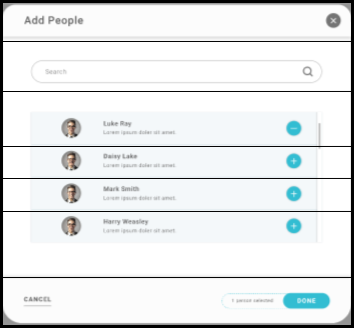 Add People
Search
Luke Ray
Lorem ipsum dolor sit amet.
Daisy Lake
Lorem ipsum dolor sit amet.
Mark Smith
Lorem ipsum dolor sit amet.
Harry Weasley
Lorem ipsum dolor sit amet.
CANCEL
1 person selected
DONE